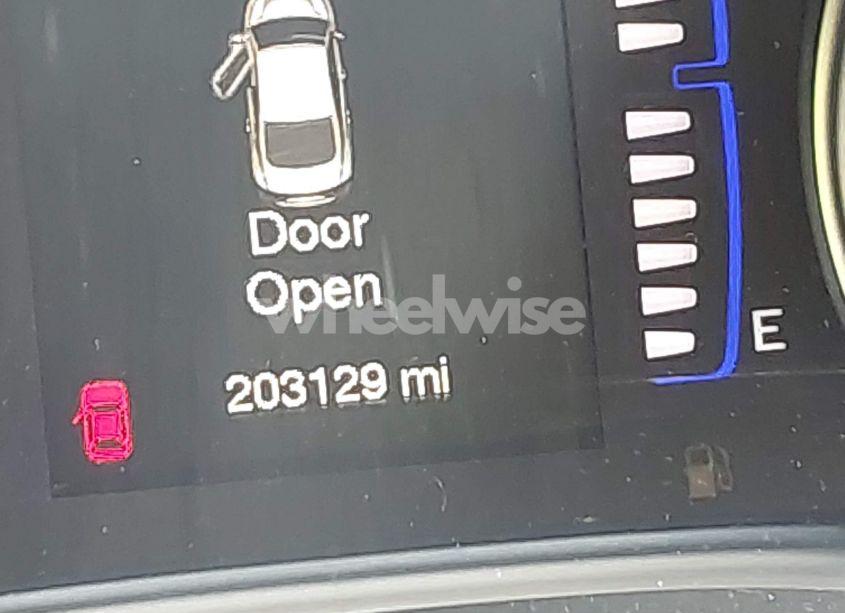 Door
Open
wheelwise
203129 mi
E